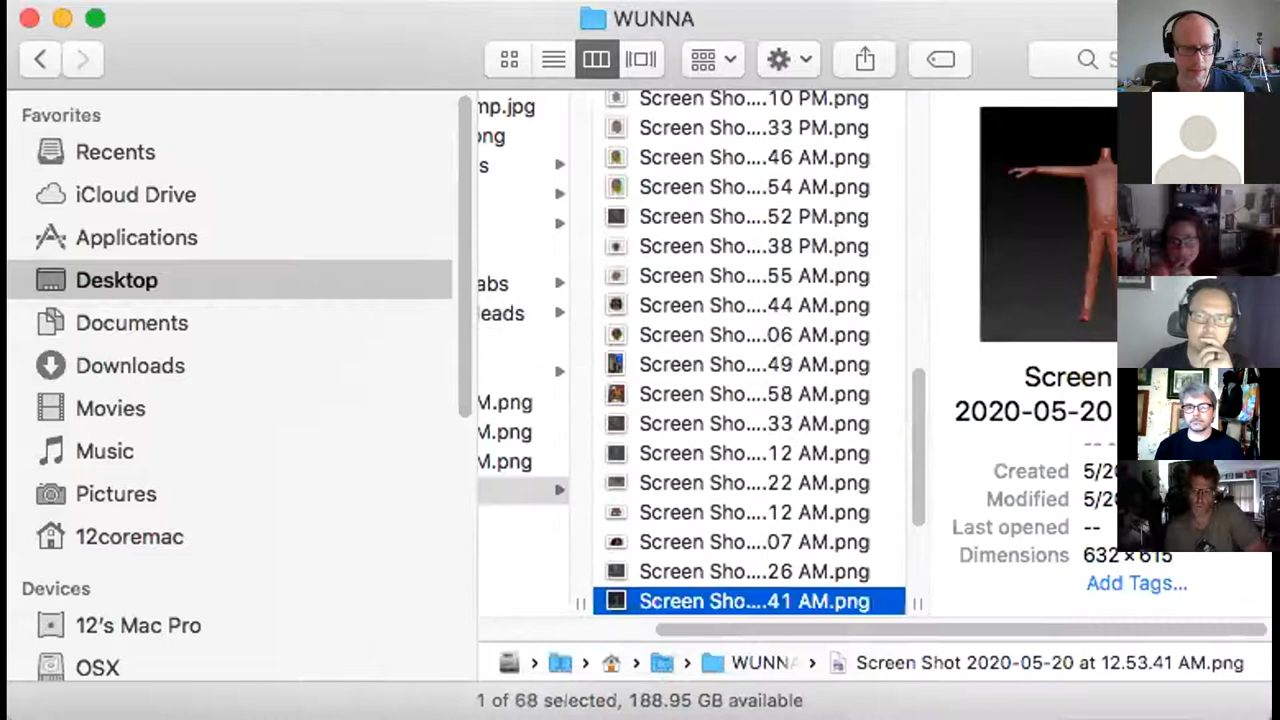 WUNNA
S
Favorites
Recents
iCloud Drive
Applications
Desktop
Documents
Downloads
Movies
Music
Pictures
12coremac
Devices
12's Mac Pro
OSX
mp.jpg
ng
s
abs
eads
M.png
M.png
M.png
Screen Sho....10 PM.png
Screen Sho....33 PM.png
Screen Sho....46 AM.png
Screen Sho....54 AM.png
Screen Sho....52 PM.png
Screen Sho....38 PM.png
Screen Sho....55 AM.png
Screen Sho....44 AM.png
Screen Sho....06 AM.png
Screen Sho....49 AM.png
Screen Sho....58 AM.png
Screen Sho....33 AM.png
Screen Sho....12 AM.png
Screen Sho....22 AM.png
Screen Sho....12 AM.png
Screen Sho....07 AM.png
Screen Sho....26 AM.png
Screen Sho....41 AM.png
Screen
2020-05-20
Created 5/2
Modified 5/2
Last opened --
Dimensions 632×615
Add Tags...
WUNNA › Screen Shot 2020-05-20 at 12.53.41 AM.png
1 of 68 selected, 188.95 GB available